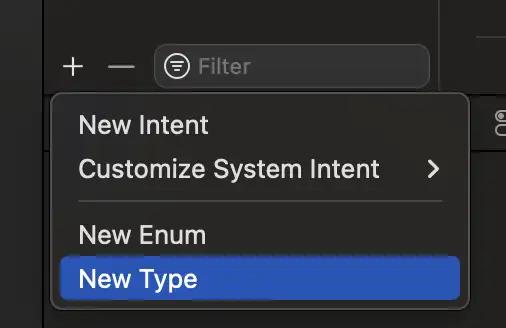 Filter
New Intent
Customize System Intent
New Enum
New Type